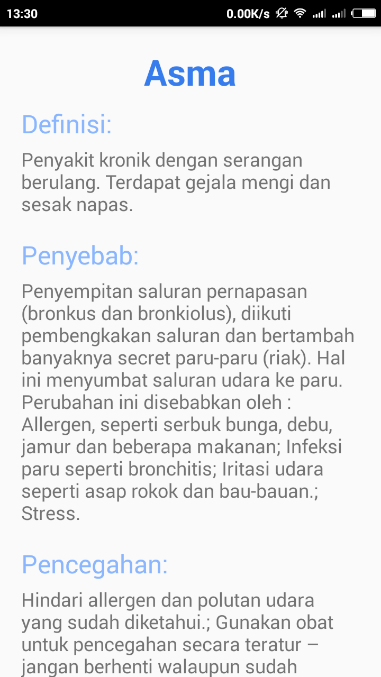 13:30
0.00K/s
Asma
Definisi:
Penyakit kronik dengan serangan
berulang. Terdapat gejala mengi dan
sesak napas.
Penyebab:
Penyempitan saluran pernapasan
(bronkus dan bronkiolus), diikuti
pembengkakan saluran dan bertambah
banyaknya secret paru-paru (riak). Hal
ini menyumbat saluran udara ke paru.
Perubahan ini disebabkan oleh :
Allergen, seperti serbuk bunga, debu,
jamur dan beberapa makanan; Infeksi
paru seperti bronchitis; Iritasi udara
seperti asap rokok dan bau-bauan.;
Stress.
Pencegahan:
Hindari allergen dan polutan udara
yang sudah diketahui.; Gunakan obat
untuk pencegahan secara teratur –
jangan berhenti walaupun sudah